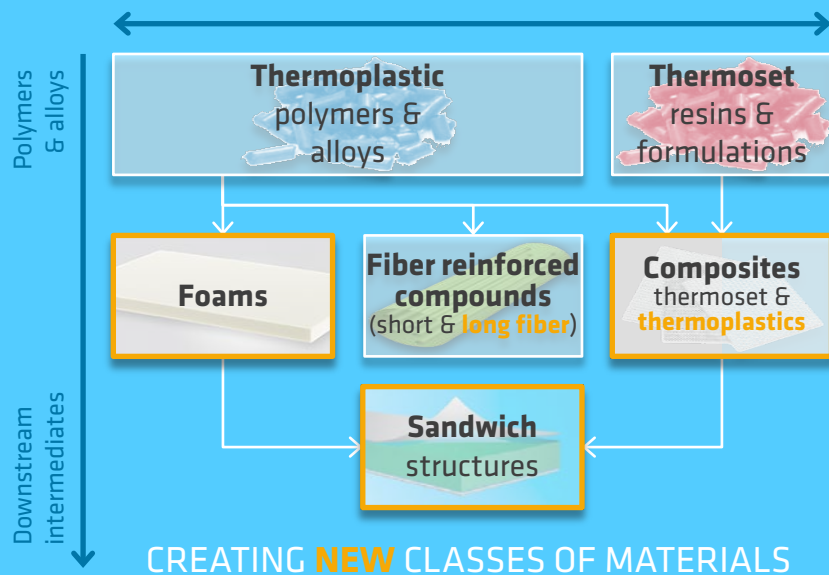 Polymers
& alloys
Thermoplastic
polymers &
alloys
Thermoset
resins &
formulations
Foams
Fiber reinforced
compounds
(short & long fiber)
Composites
thermoset &
thermoplastics
Downstream
intermediates
Sandwich
structures
CREATING NEW CLASSES OF MATERIALS